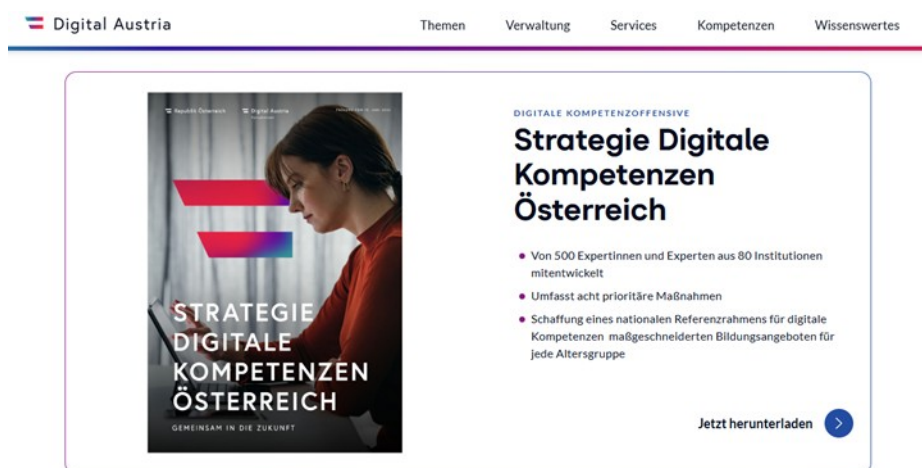 Digital Austria
Themen
Verwaltung
Services
Kompetenzen
Wissenswertes
Republik Österreich
Digital Austria
STRATEGIE
DIGITALE
KOMPETENZEN
ÖSTERREICH
GEMEINSAM IN DIE ZUKUNFT
DIGITALE KOMPETENZOFFENSIVE
Strategie Digitale
Kompetenzen
Österreich
Von 500 Expertinnen und Experten aus 80 Institutionen
mitentwickelt
Umfasst acht prioritäre Maßnahmen
Schaffung eines nationalen Referenzrahmens für digitale
Kompetenzen maßgeschneiderten Bildungsangeboten für
jede Altersgruppe
Jetzt herunterladen